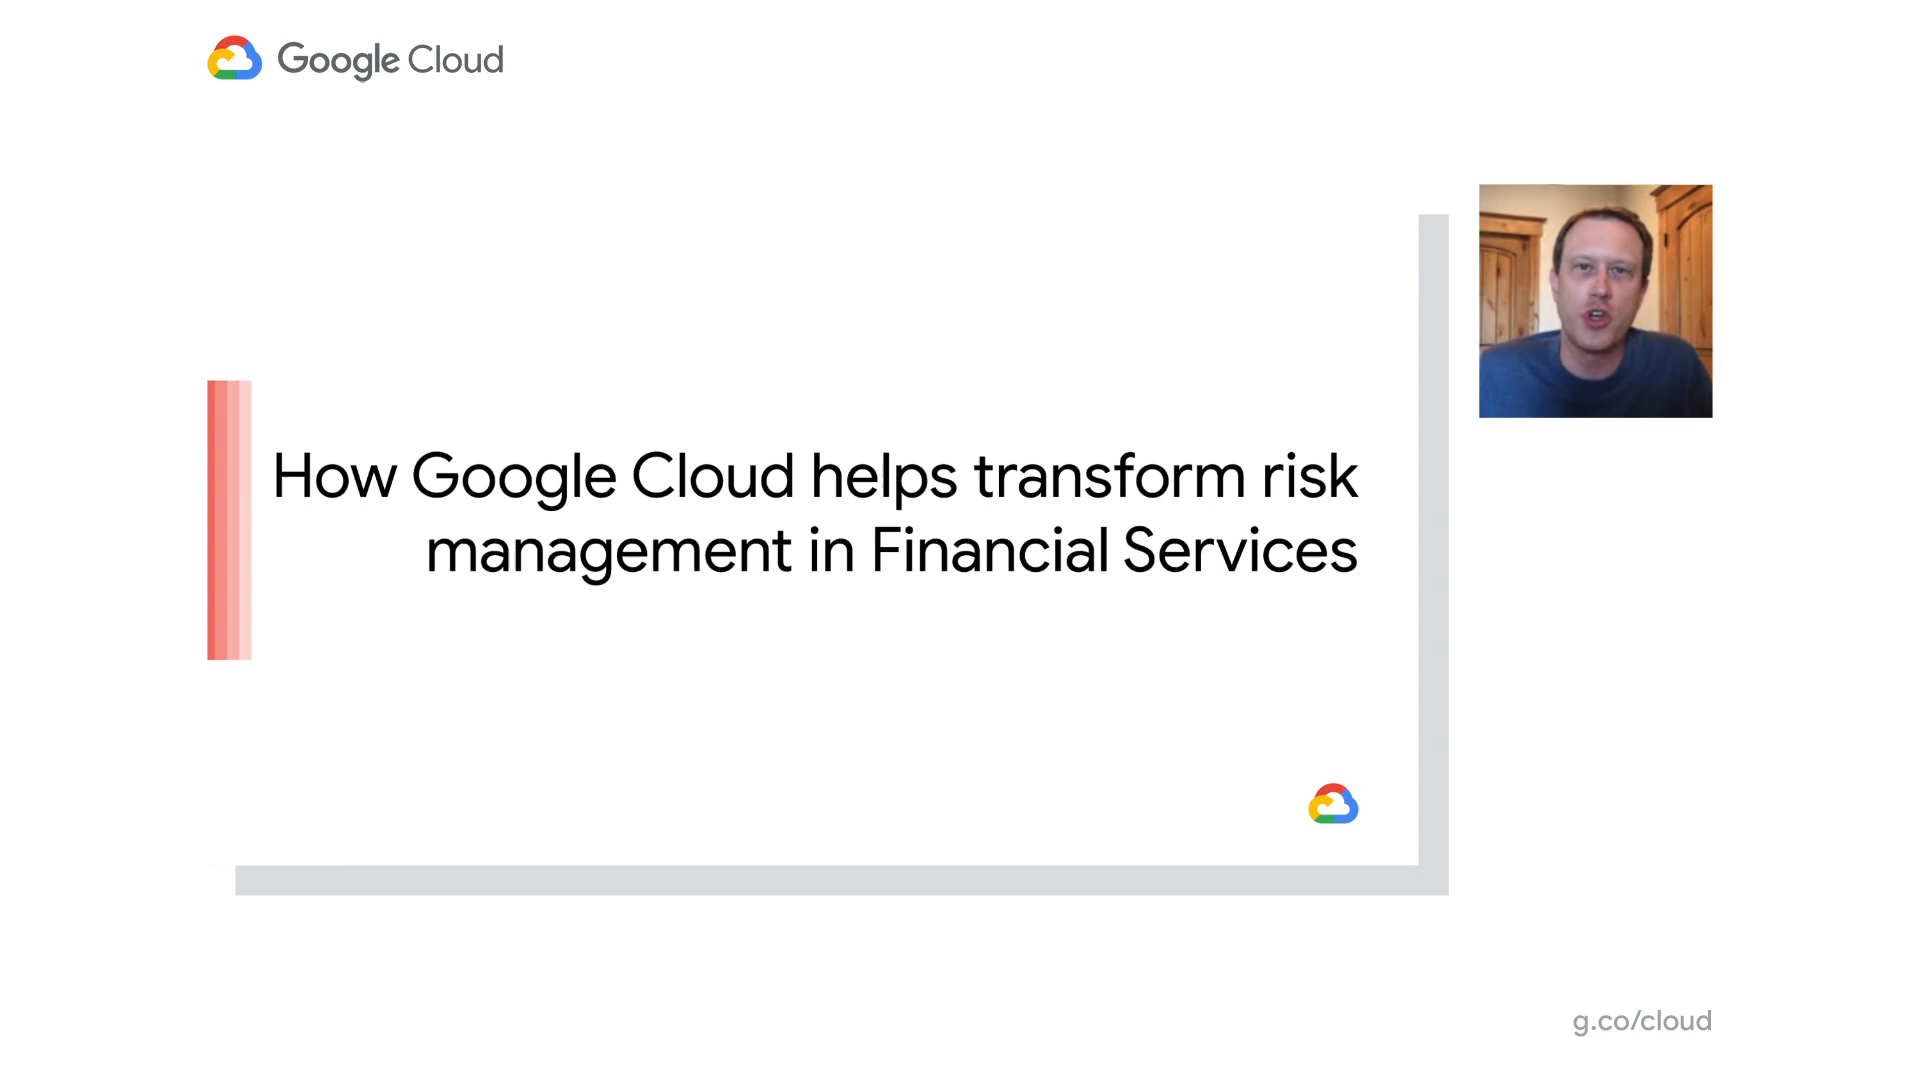 Google Cloud
How Google Cloud helps transform risk
management in Financial Services
g.co/cloud